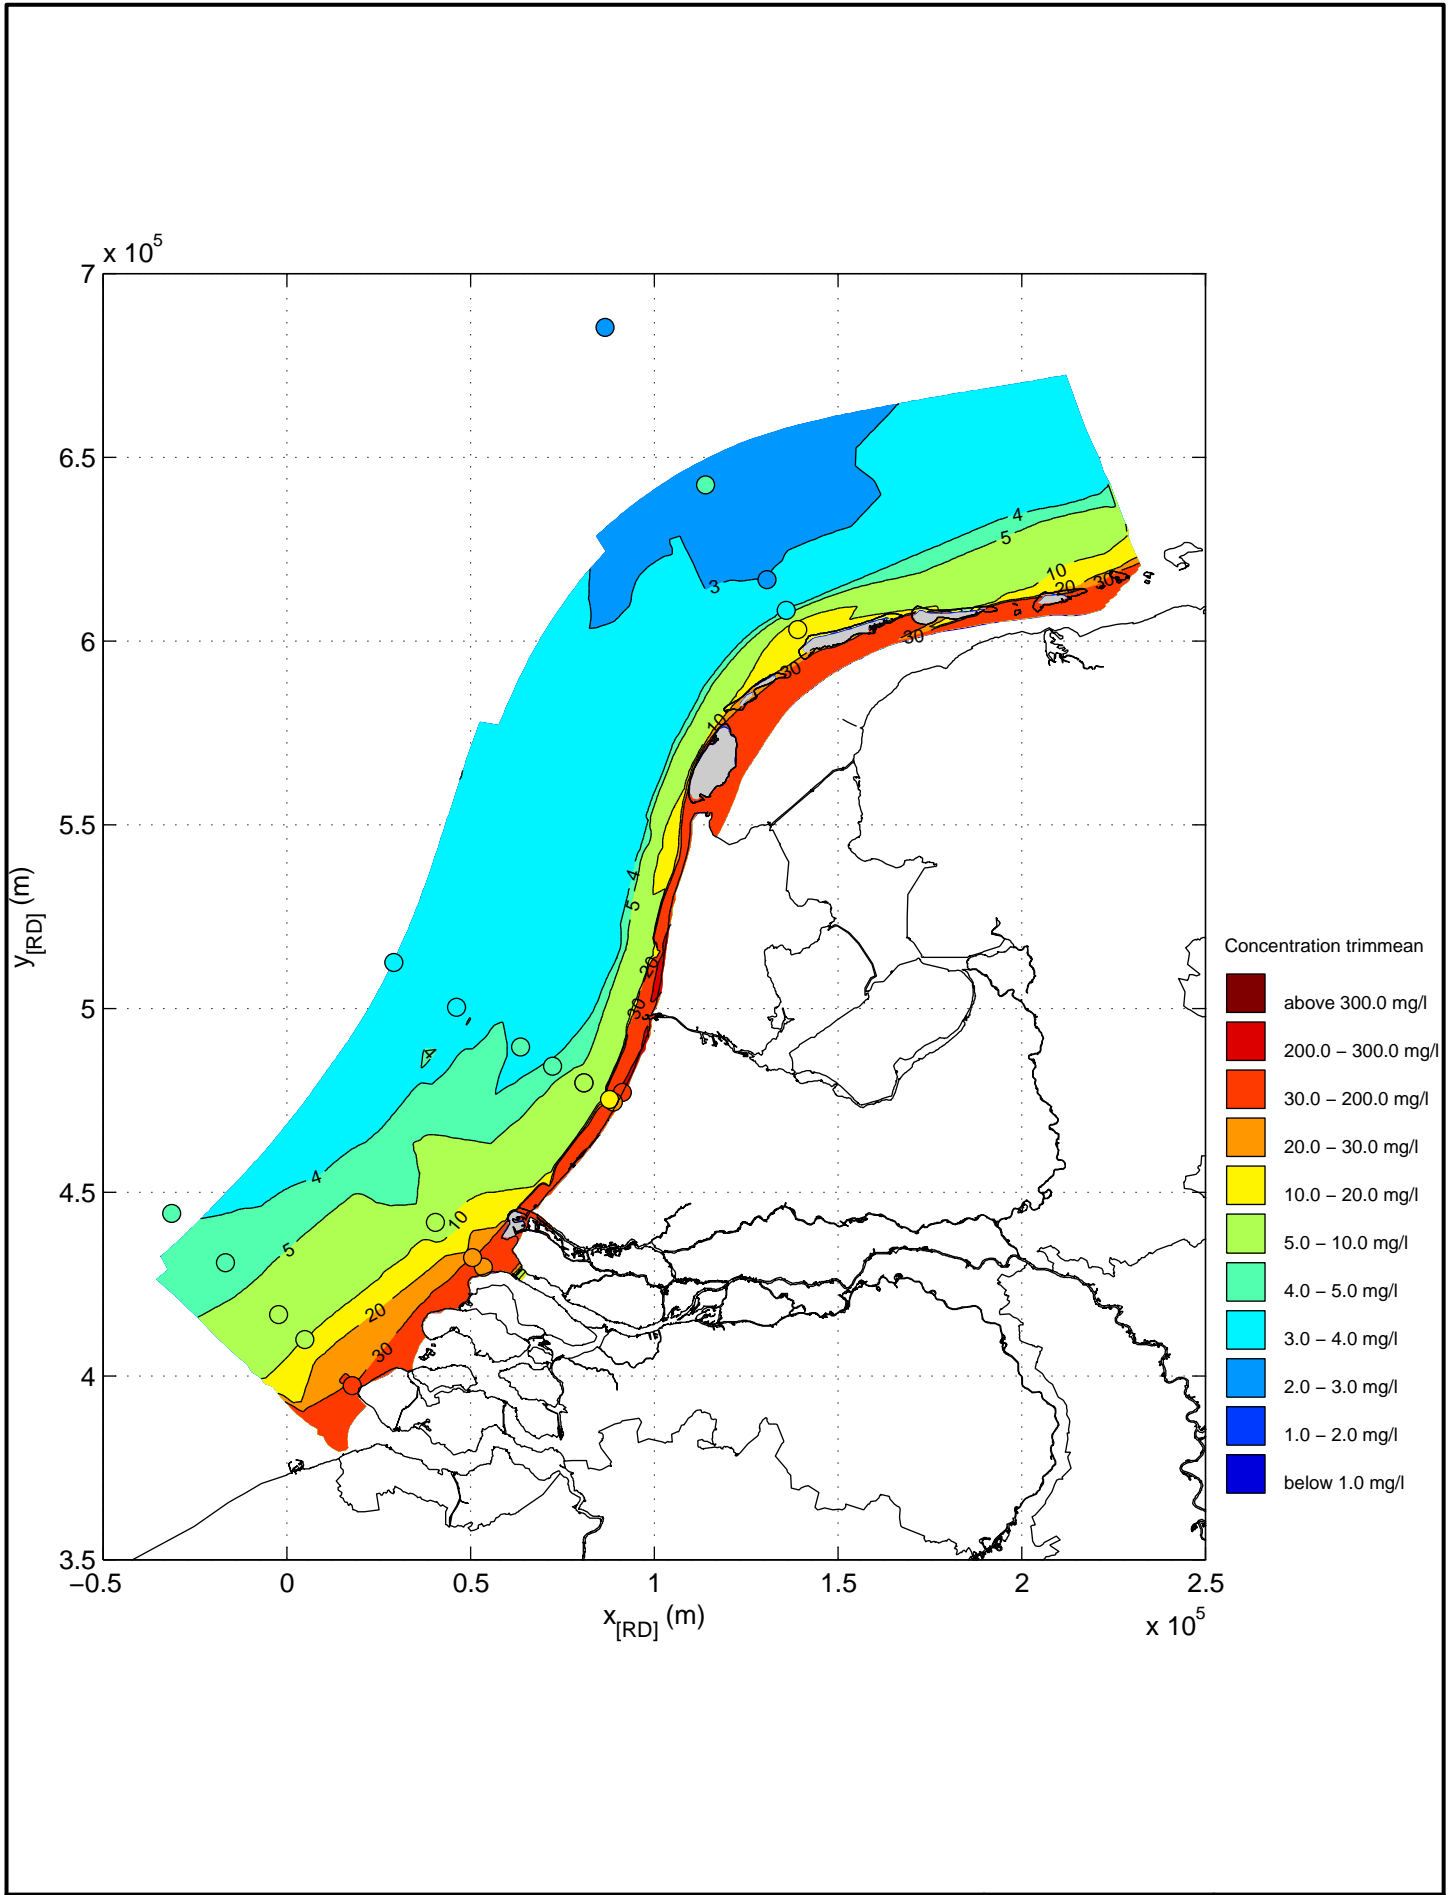 x 10^5
7
6.5
6
5.5
5
4.5
4
3.5
−0.5
0
0.5
1
1.5
2
2.5
x 10^5
x[RD] (m)
y[RD] (m)
4
5
10
20
30
3
30
30
10
4
5
20
30
4
4
5
10
20
30
Concentration trimmean
above 300.0 mg/l
200.0 − 300.0 mg/l
30.0 − 200.0 mg/l
20.0 − 30.0 mg/l
10.0 − 20.0 mg/l
5.0 − 10.0 mg/l
4.0 − 5.0 mg/l
3.0 − 4.0 mg/l
2.0 − 3.0 mg/l
1.0 − 2.0 mg/l
below 1.0 mg/l